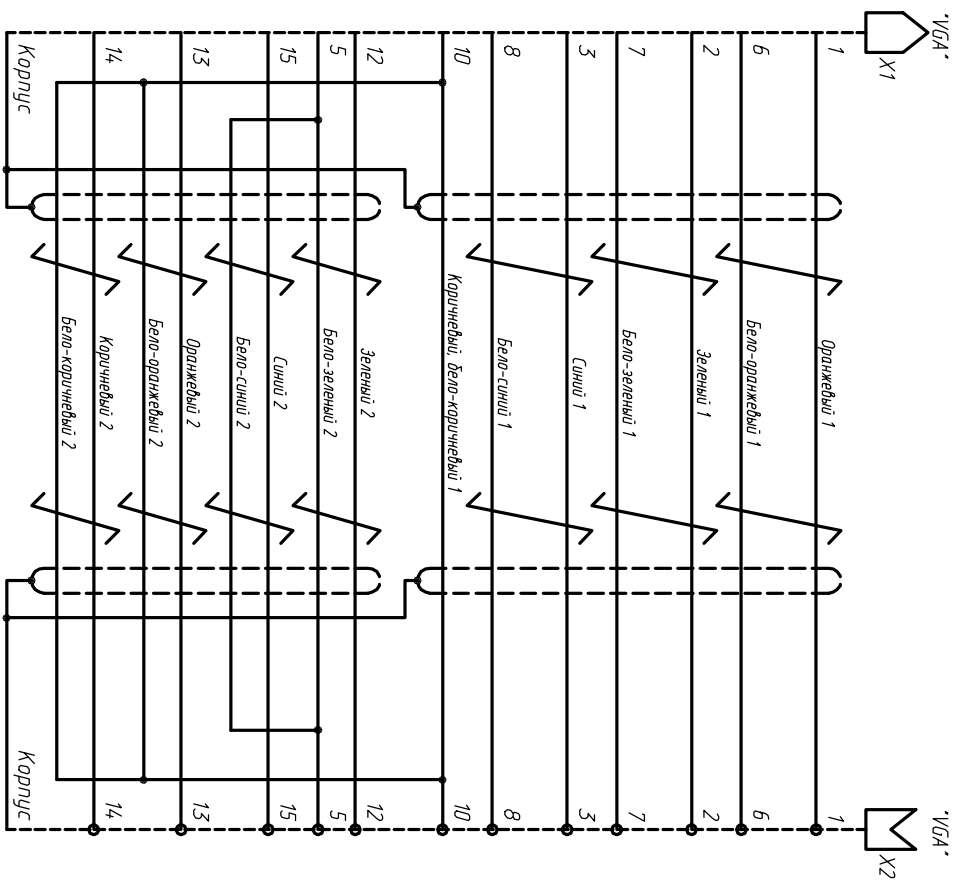 "VGA"
X1
1
6
2
7
3
8
10
12
5
15
13
14
Корпус
Оранжевый 1
Бело-оранжевый 1
Зеленый 1
Бело-зеленый 1
Синий 1
Бело-синий 1
Коричневый, бело-коричневый 1
Зеленый 2
Бело-зеленый 2
Синий 2
Бело-синий 2
Оранжевый 2
Бело-оранжевый 2
Коричневый 2
Бело-коричневый 2
"VGA"
X2
1
6
2
7
3
8
10
12
5
15
13
14
Корпус